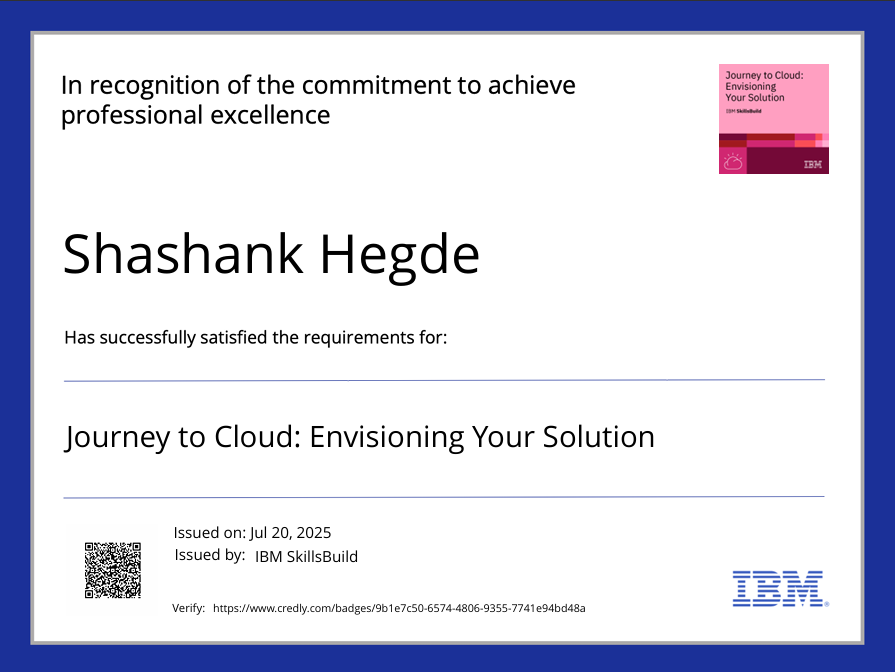 In recognition of the commitment to achieve
professional excellence
Journey to Cloud:
Envisioning
Your Solution
IBM SkillsBuild
IBM
Shashank Hegde
Has successfully satisfied the requirements for:
Journey to Cloud: Envisioning Your Solution
Issued on: Jul 20, 2025
Issued by: IBM SkillsBuild
Verify: https://www.credly.com/badges/9b1e7c50-6574-4806-9355-7741e94bd48a
IBM®